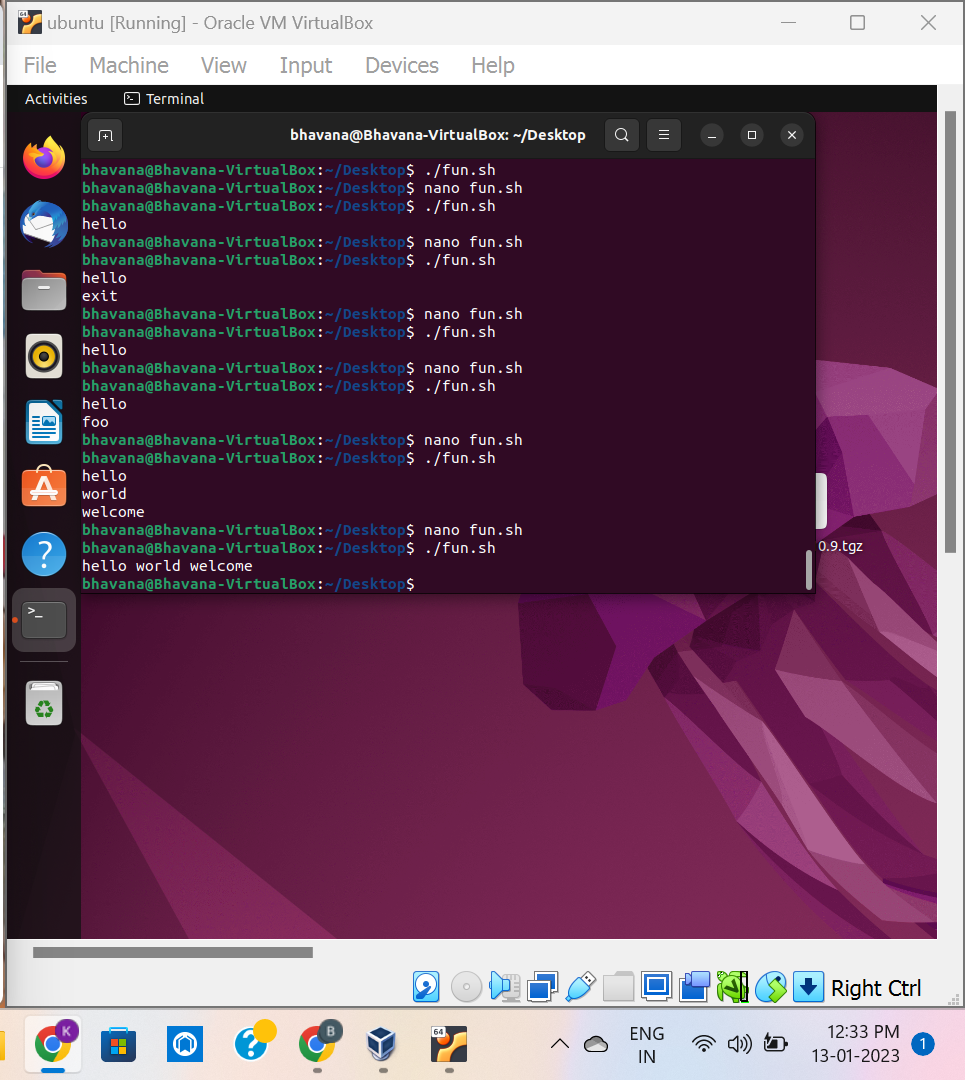 ubuntu [Running] - Oracle VM VirtualBox
File Machine View Input Devices Help
Activities Terminal
bhavana@Bhavana-VirtualBox: ~/Desktop
bhavana@Bhavana-VirtualBox:~/Desktop$ ./fun.sh
bhavana@Bhavana-VirtualBox:~/Desktop$ nano fun.sh
bhavana@Bhavana-VirtualBox:~/Desktop$ ./fun.sh
hello
bhavana@Bhavana-VirtualBox:~/Desktop$ nano fun.sh
bhavana@Bhavana-VirtualBox:~/Desktop$ ./fun.sh
hello
exit
bhavana@Bhavana-VirtualBox:~/Desktop$ nano fun.sh
bhavana@Bhavana-VirtualBox:~/Desktop$ ./fun.sh
hello
bhavana@Bhavana-VirtualBox:~/Desktop$ nano fun.sh
bhavana@Bhavana-VirtualBox:~/Desktop$ ./fun.sh
hello
foo
bhavana@Bhavana-VirtualBox:~/Desktop$ nano fun.sh
bhavana@Bhavana-VirtualBox:~/Desktop$ ./fun.sh
hello
world
welcome
bhavana@Bhavana-VirtualBox:~/Desktop$ nano fun.sh
bhavana@Bhavana-VirtualBox:~/Desktop$ ./fun.sh
hello world welcome
bhavana@Bhavana-VirtualBox:~/Desktop$
0.9.tgz
Right Ctrl
K
B
64
ENG
IN
12:33 PM
13-01-2023
1